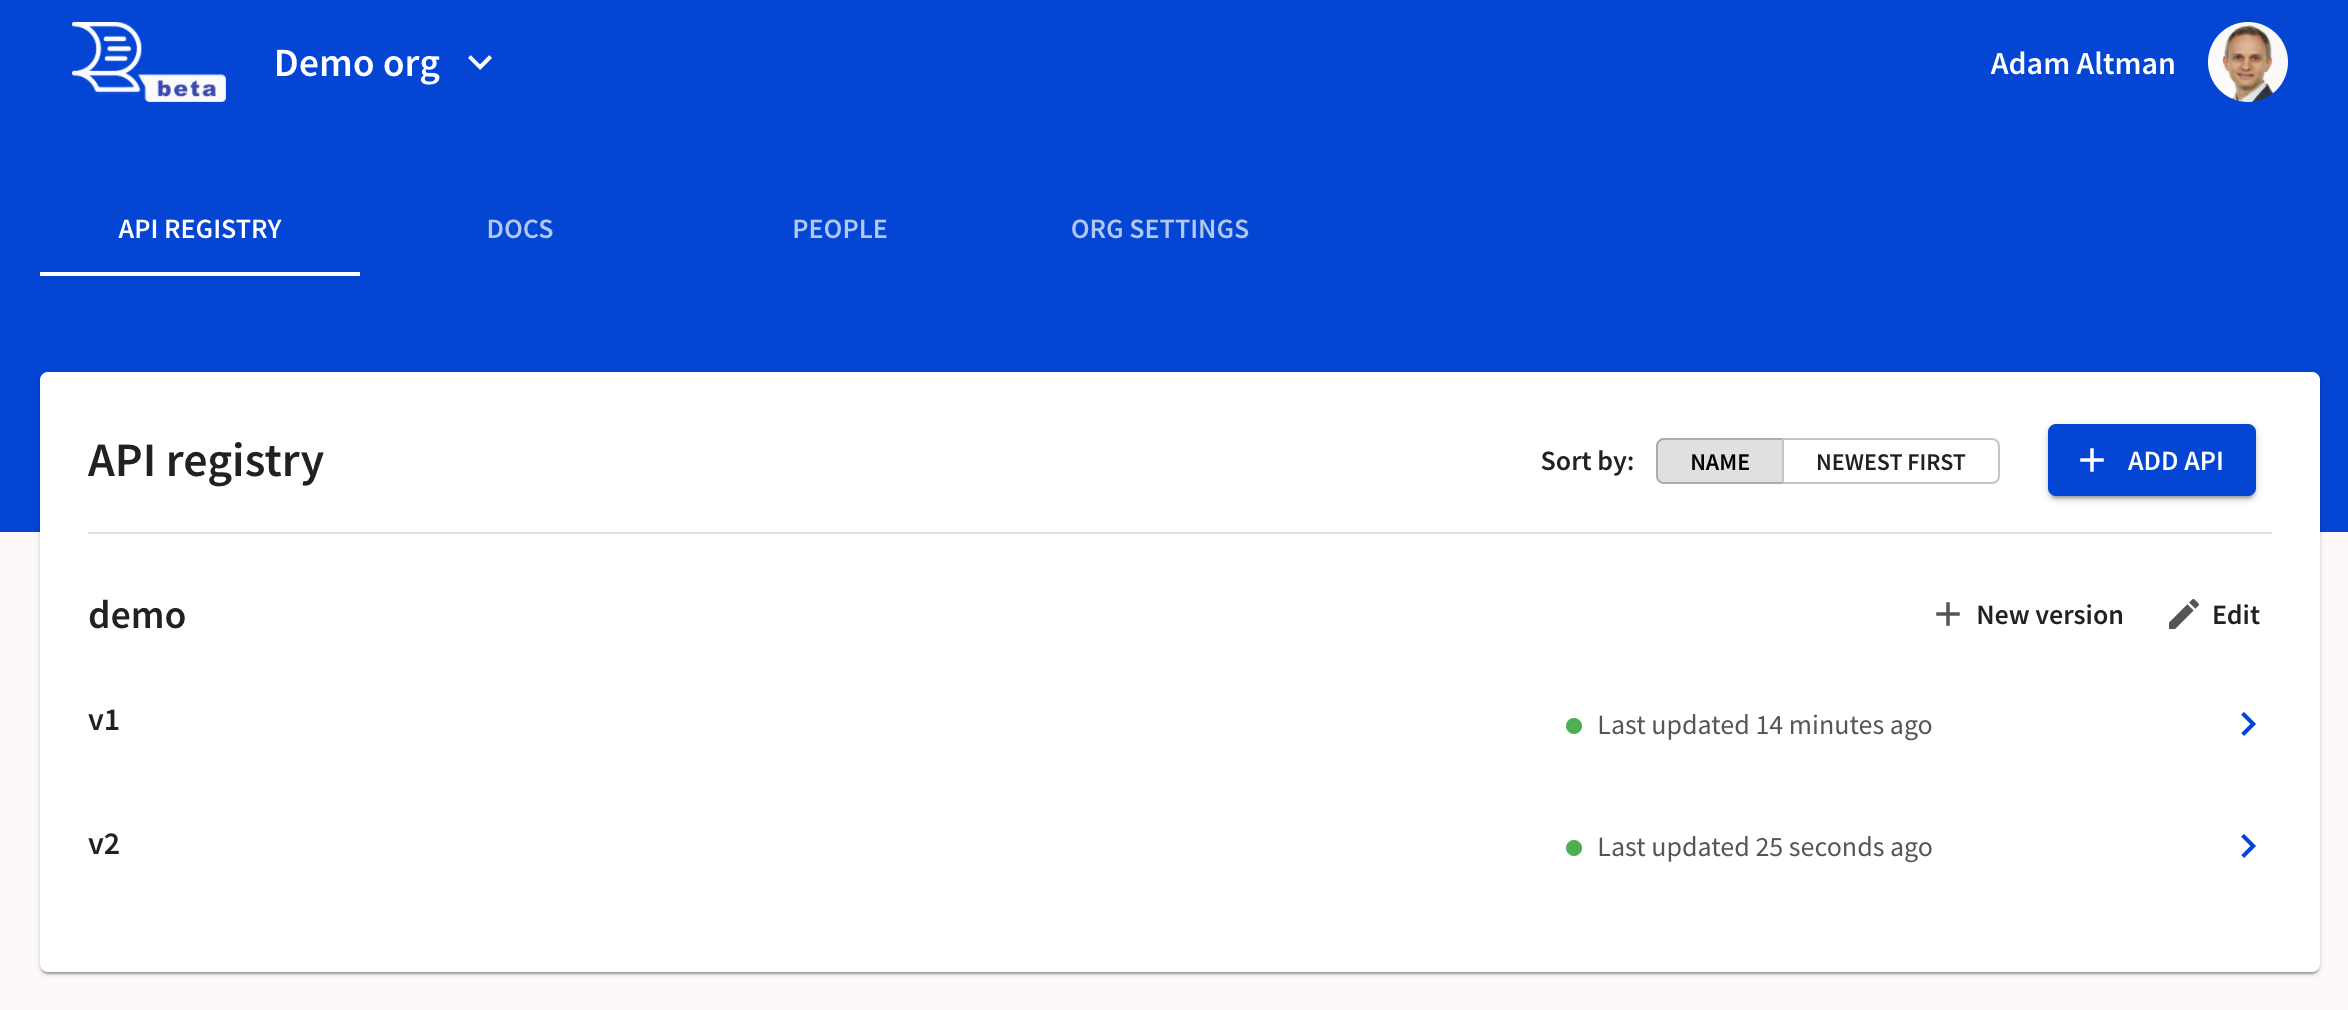 beta
Demo org
Adam Altman
API REGISTRY
DOCS
PEOPLE
ORG SETTINGS
API registry
Sort by:
NAME
NEWEST FIRST
ADD API
demo
New version
Edit
v1
Last updated 14 minutes ago
v2
Last updated 25 seconds ago